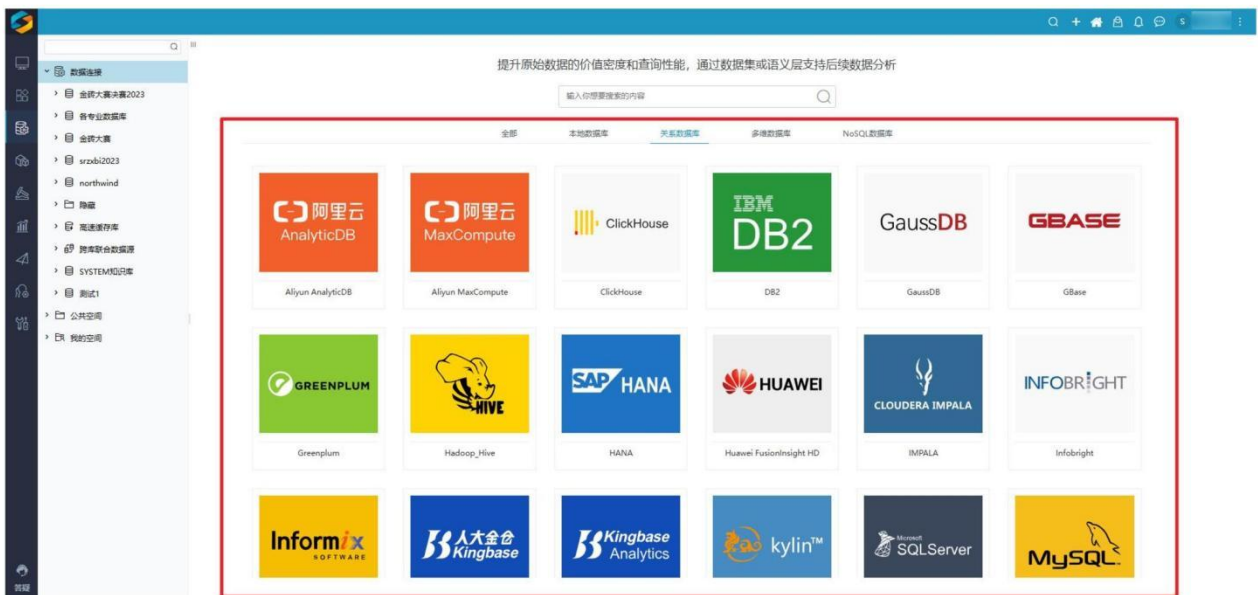 S
数据连接
金砖大赛决赛2023
各专业数据库
金砖大赛
srzxbi2023
northwind
隐藏
高速缓存库
跨库联合数据源
SYSTEM知识库
测试1
公共空间
我的空间
答疑
提升原始数据的价值密度和查询性能，通过数据集或语义层支持后续数据分析
输入你想要搜索的内容
全部 本地数据库 关系数据库 多维数据库 NoSQL数据库
阿里云 AnalyticDB
阿里云 MaxCompute
ClickHouse
IBM DB2
GaussDB
GBASE
Aliyun AnalyticDB Aliyun MaxCompute ClickHouse DB2 GaussDB GBase
GREENPLUM
HIVE
SAP HANA
HUAWEI
CLOUDERA IMPALA
INFOBRIGHT
Greenplum Hadoop_Hive HANA Huawei FusionInsight HD IMPALA Infobright
Informix SOFTWARE
人大金仓 Kingbase
Kingbase Analytics
kylin™
Microsoft SQLServer
MySQL